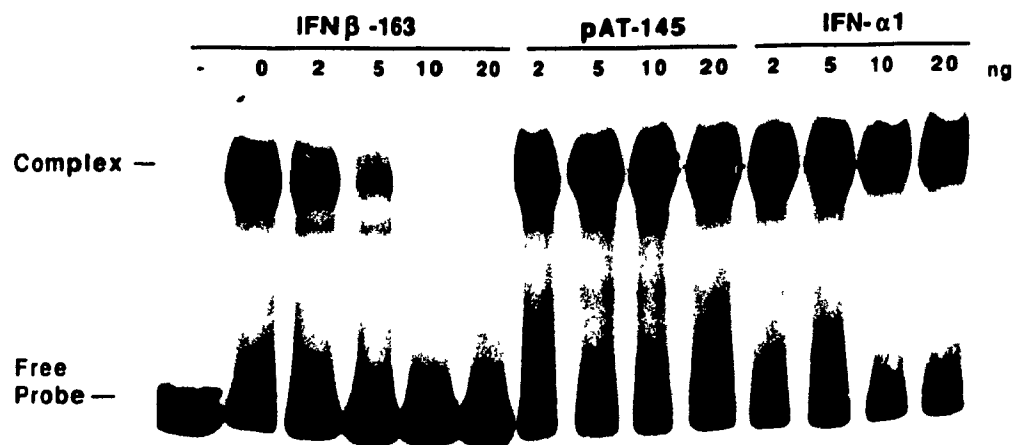 IFNβ -163 pAT-145 IFN-α1
- 0 2 5 10 20 2 5 10 20 2 5 10 20 ng
Complex —
Free
Probe —